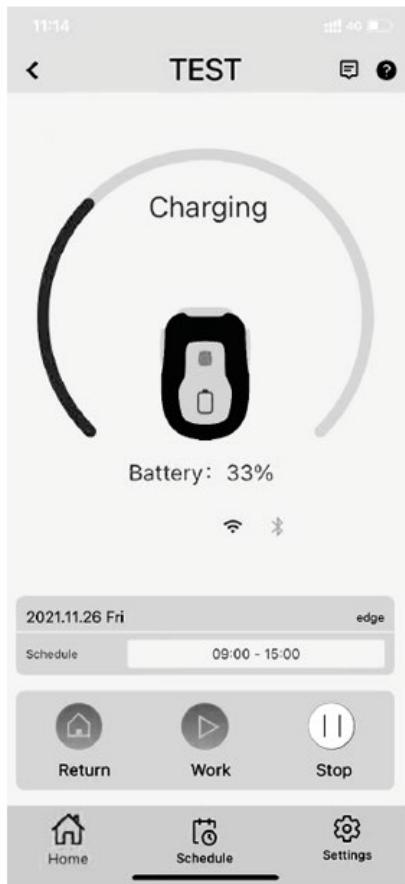 11:14 4G
TEST
Charging
Battery: 33%
2021.11.26 Fri edge
Schedule 09:00 - 15:00
Return Work Stop
Home Schedule Settings